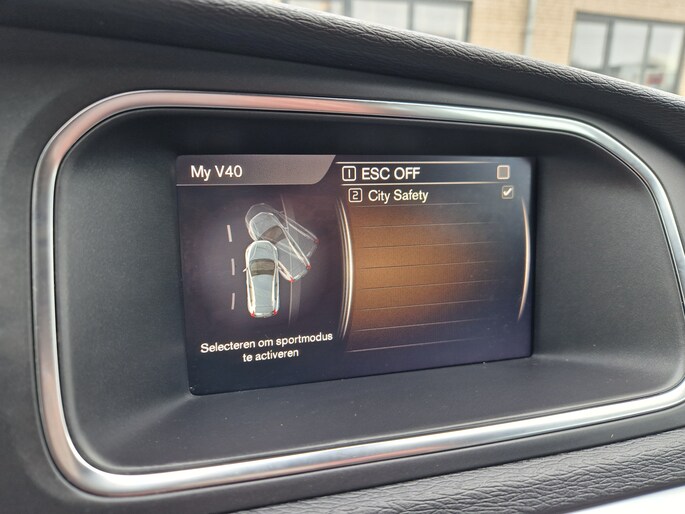 My V40
1 ESC OFF
2 City Safety
Selecteren om sportmodus
te activeren